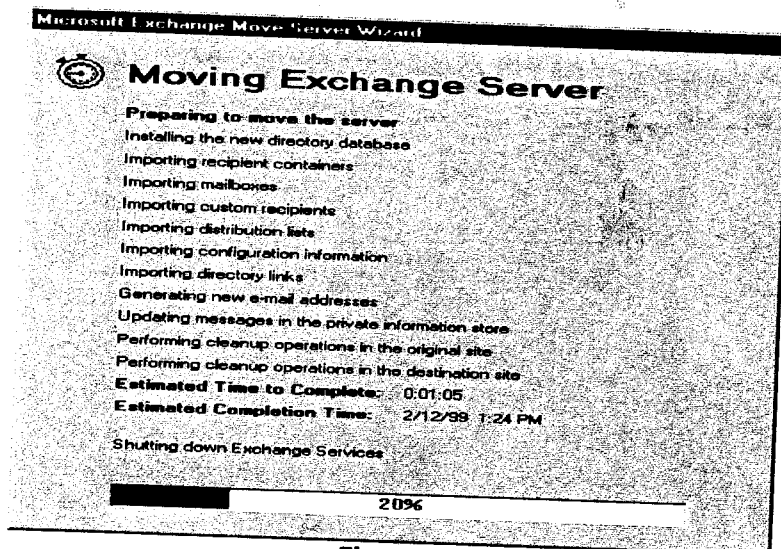 Microsoft Exchange Move Server Wizard
Moving Exchange Server
Preparing to move the server
Installing the new directory database
Importing recipient containers
Importing mailboxes
Importing custom recipients
Importing distribution lists
Importing configuration information
Importing directory links
Generating new e-mail addresses
Updating messages in the private information store
Performing cleanup operations in the original site
Performing cleanup operations in the destination site
Estimated Time to Complete: 0:01:05
Estimated Completion Time: 2/12/99 1:24 PM
Shutting down Exchange Services
20%